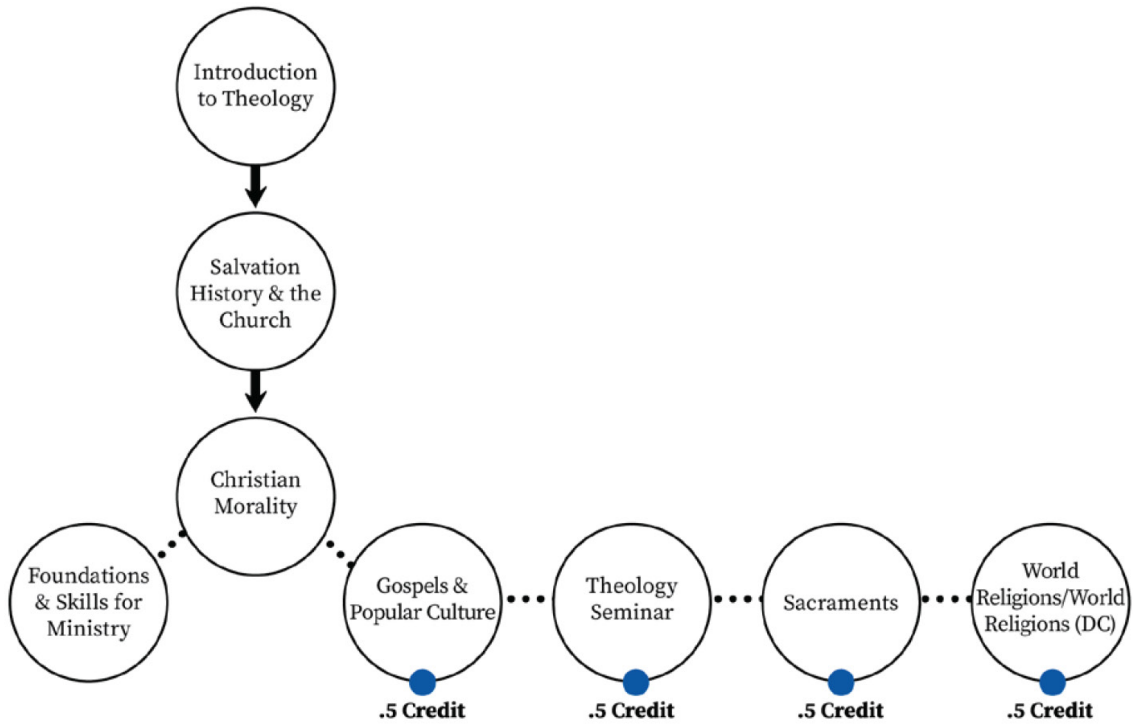 Introduction
to Theology
Salvation
History & the
Church
Christian
Morality
Foundations
& Skills for
Ministry
Gospels &
Popular Culture
Theology
Seminar
Sacraments
World
Religions/World
Religions (DC)
.5 Credit
.5 Credit
.5 Credit
.5 Credit